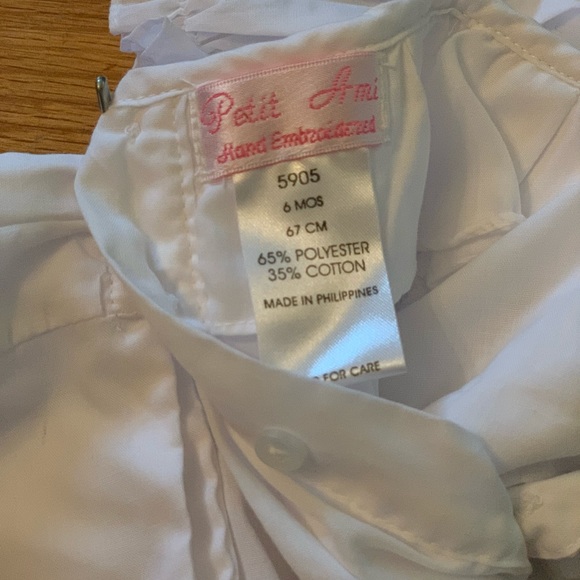 Petit Ami
Hand Embroidered
5905
6 MOS
67 CM
65% POLYESTER
35% COTTON
MADE IN PHILIPPINES
FOR CARE